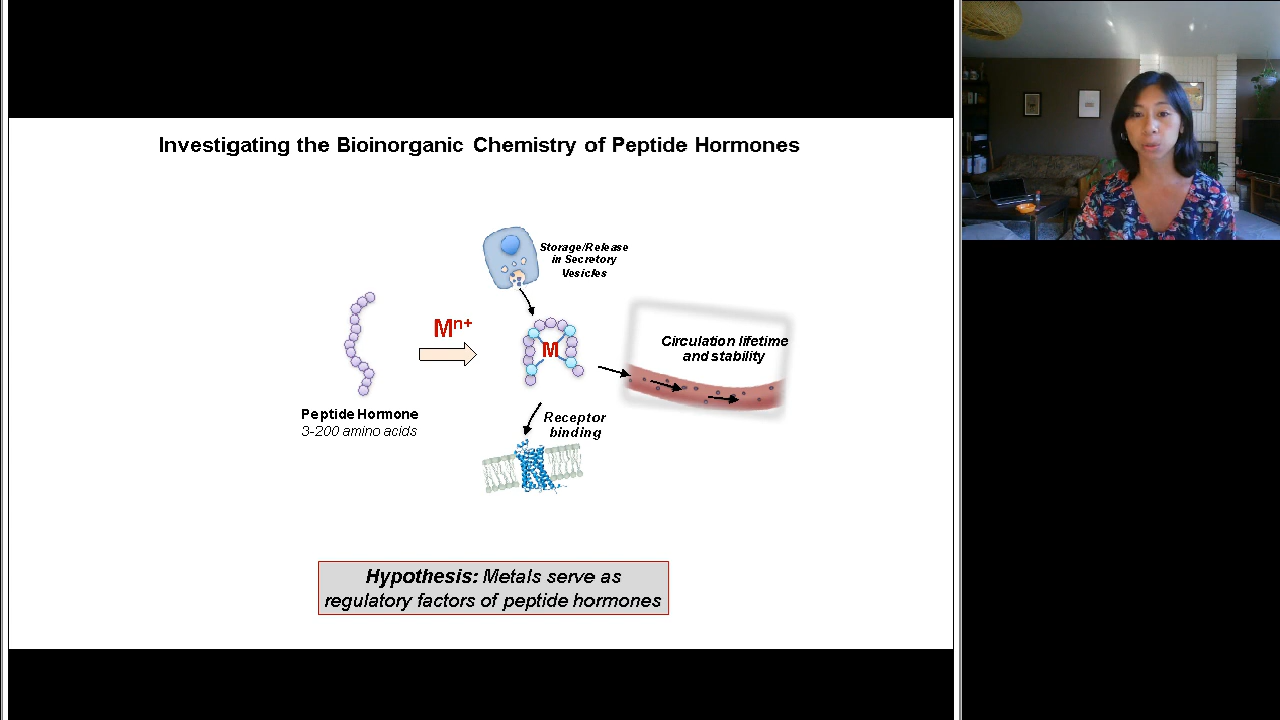 Investigating the Bioinorganic Chemistry of Peptide Hormones
Storage/Release
in Secretory
Vesicles
Mn+
M
Circulation lifetime
and stability
Peptide Hormone
3-200 amino acids
Receptor
binding
Hypothesis: Metals serve as
regulatory factors of peptide hormones